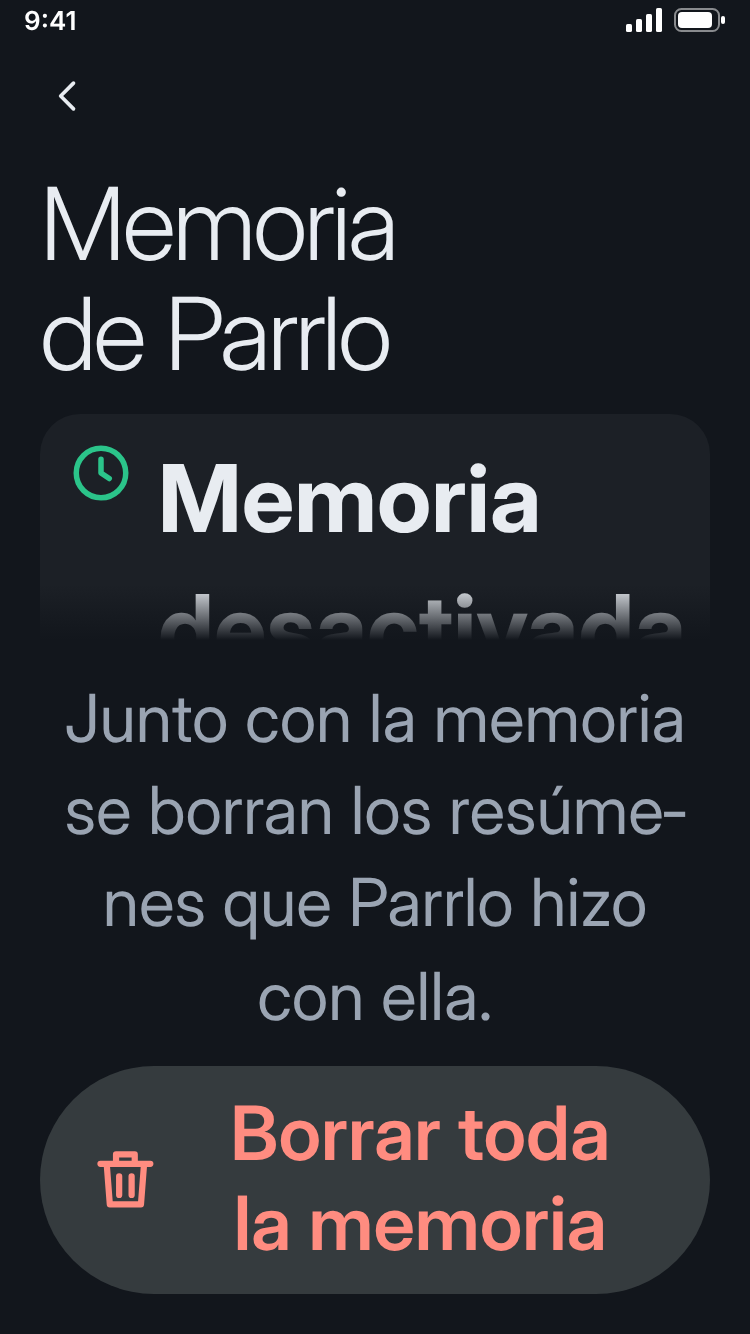 9:41
Memoria
de Parrlo
Memoria
desactivada
Junto con la memoria
se borran los resúme-
nes que Parrlo hizo
con ella.
Borrar toda
la memoria